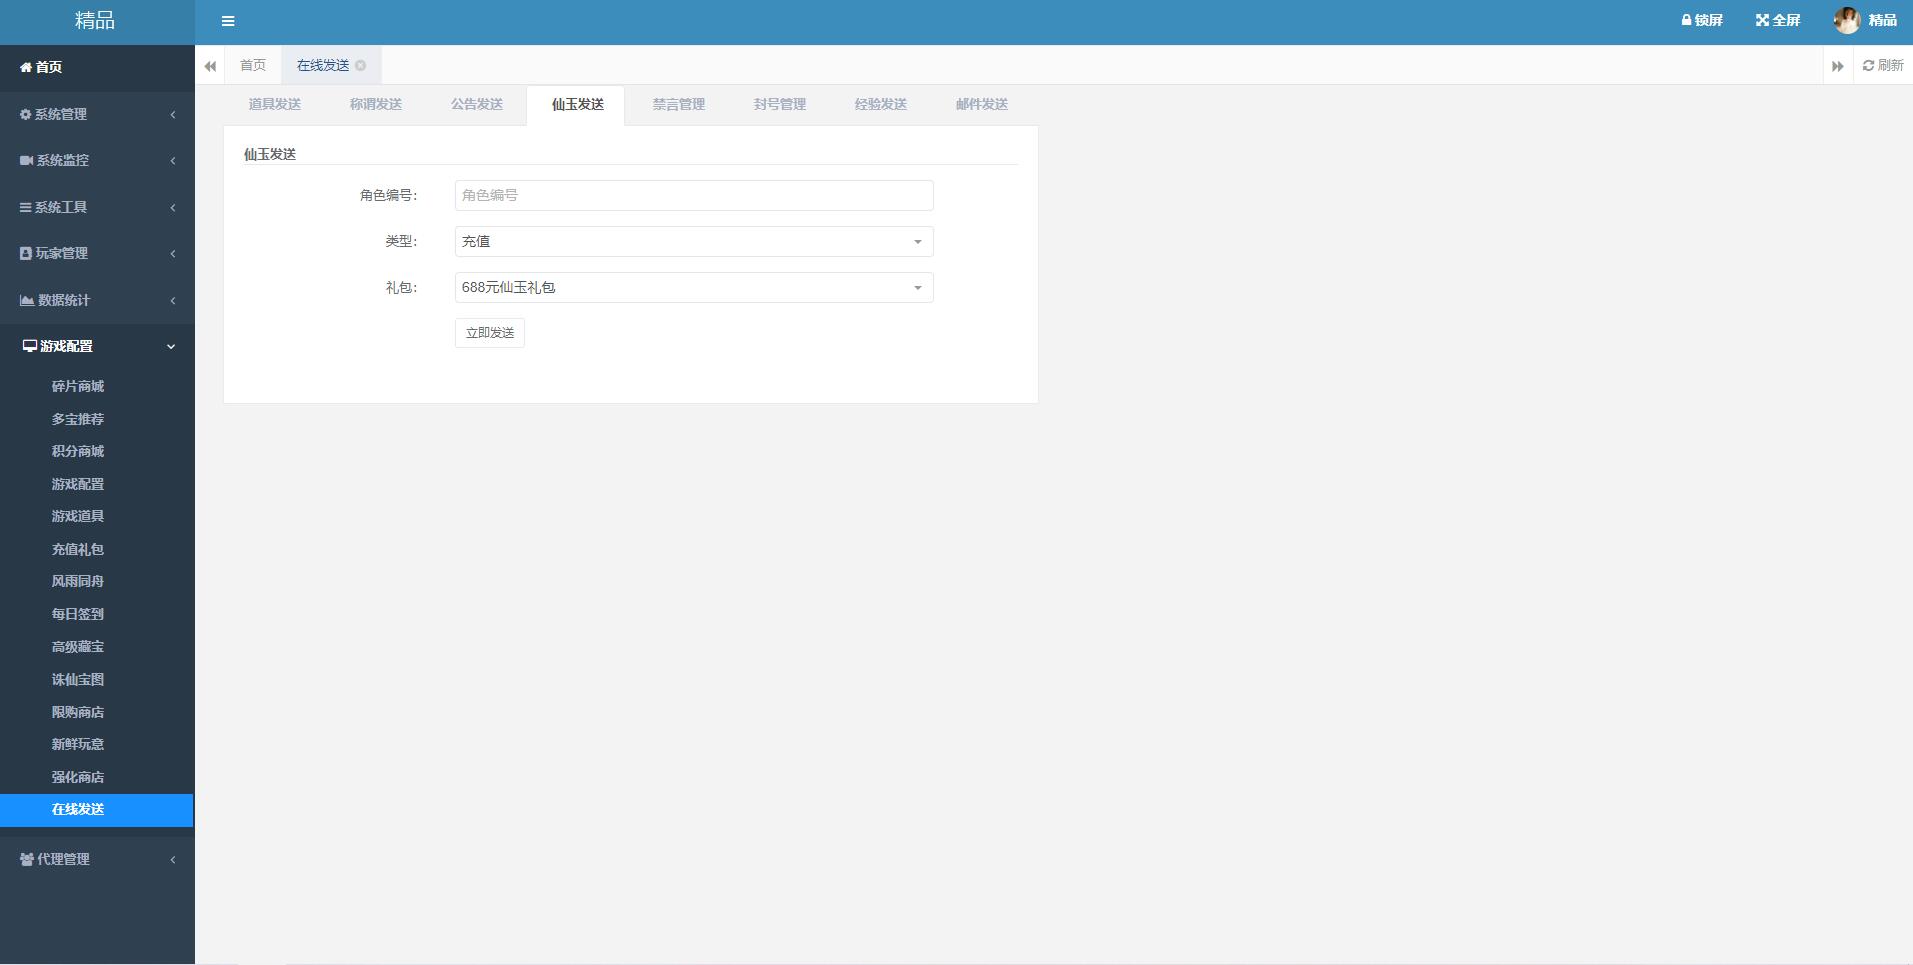 精品
锁屏
全屏
精品
首页
在线发送
刷新
首页
系统管理
系统监控
系统工具
玩家管理
数据统计
游戏配置
碎片商城
多宝推荐
积分商城
游戏配置
游戏道具
充值礼包
风雨同舟
每日签到
高级藏宝
诛仙宝图
限购商店
新鲜玩意
强化商店
在线发送
代理管理
道具发送
称谓发送
公告发送
仙玉发送
禁言管理
封号管理
经验发送
邮件发送
仙玉发送
角色编号：
角色编号
类型：
充值
礼包：
688元仙玉礼包
立即发送